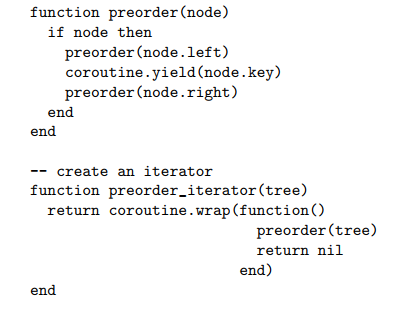 function preorder(node)
  if node then
    preorder(node.left)
    coroutine.yield(node.key)
    preorder(node.right)
  end
end

-- create an iterator
function preorder_iterator(tree)
  return coroutine.wrap(function()
                          preorder(tree)
                          return nil
                        end)
end